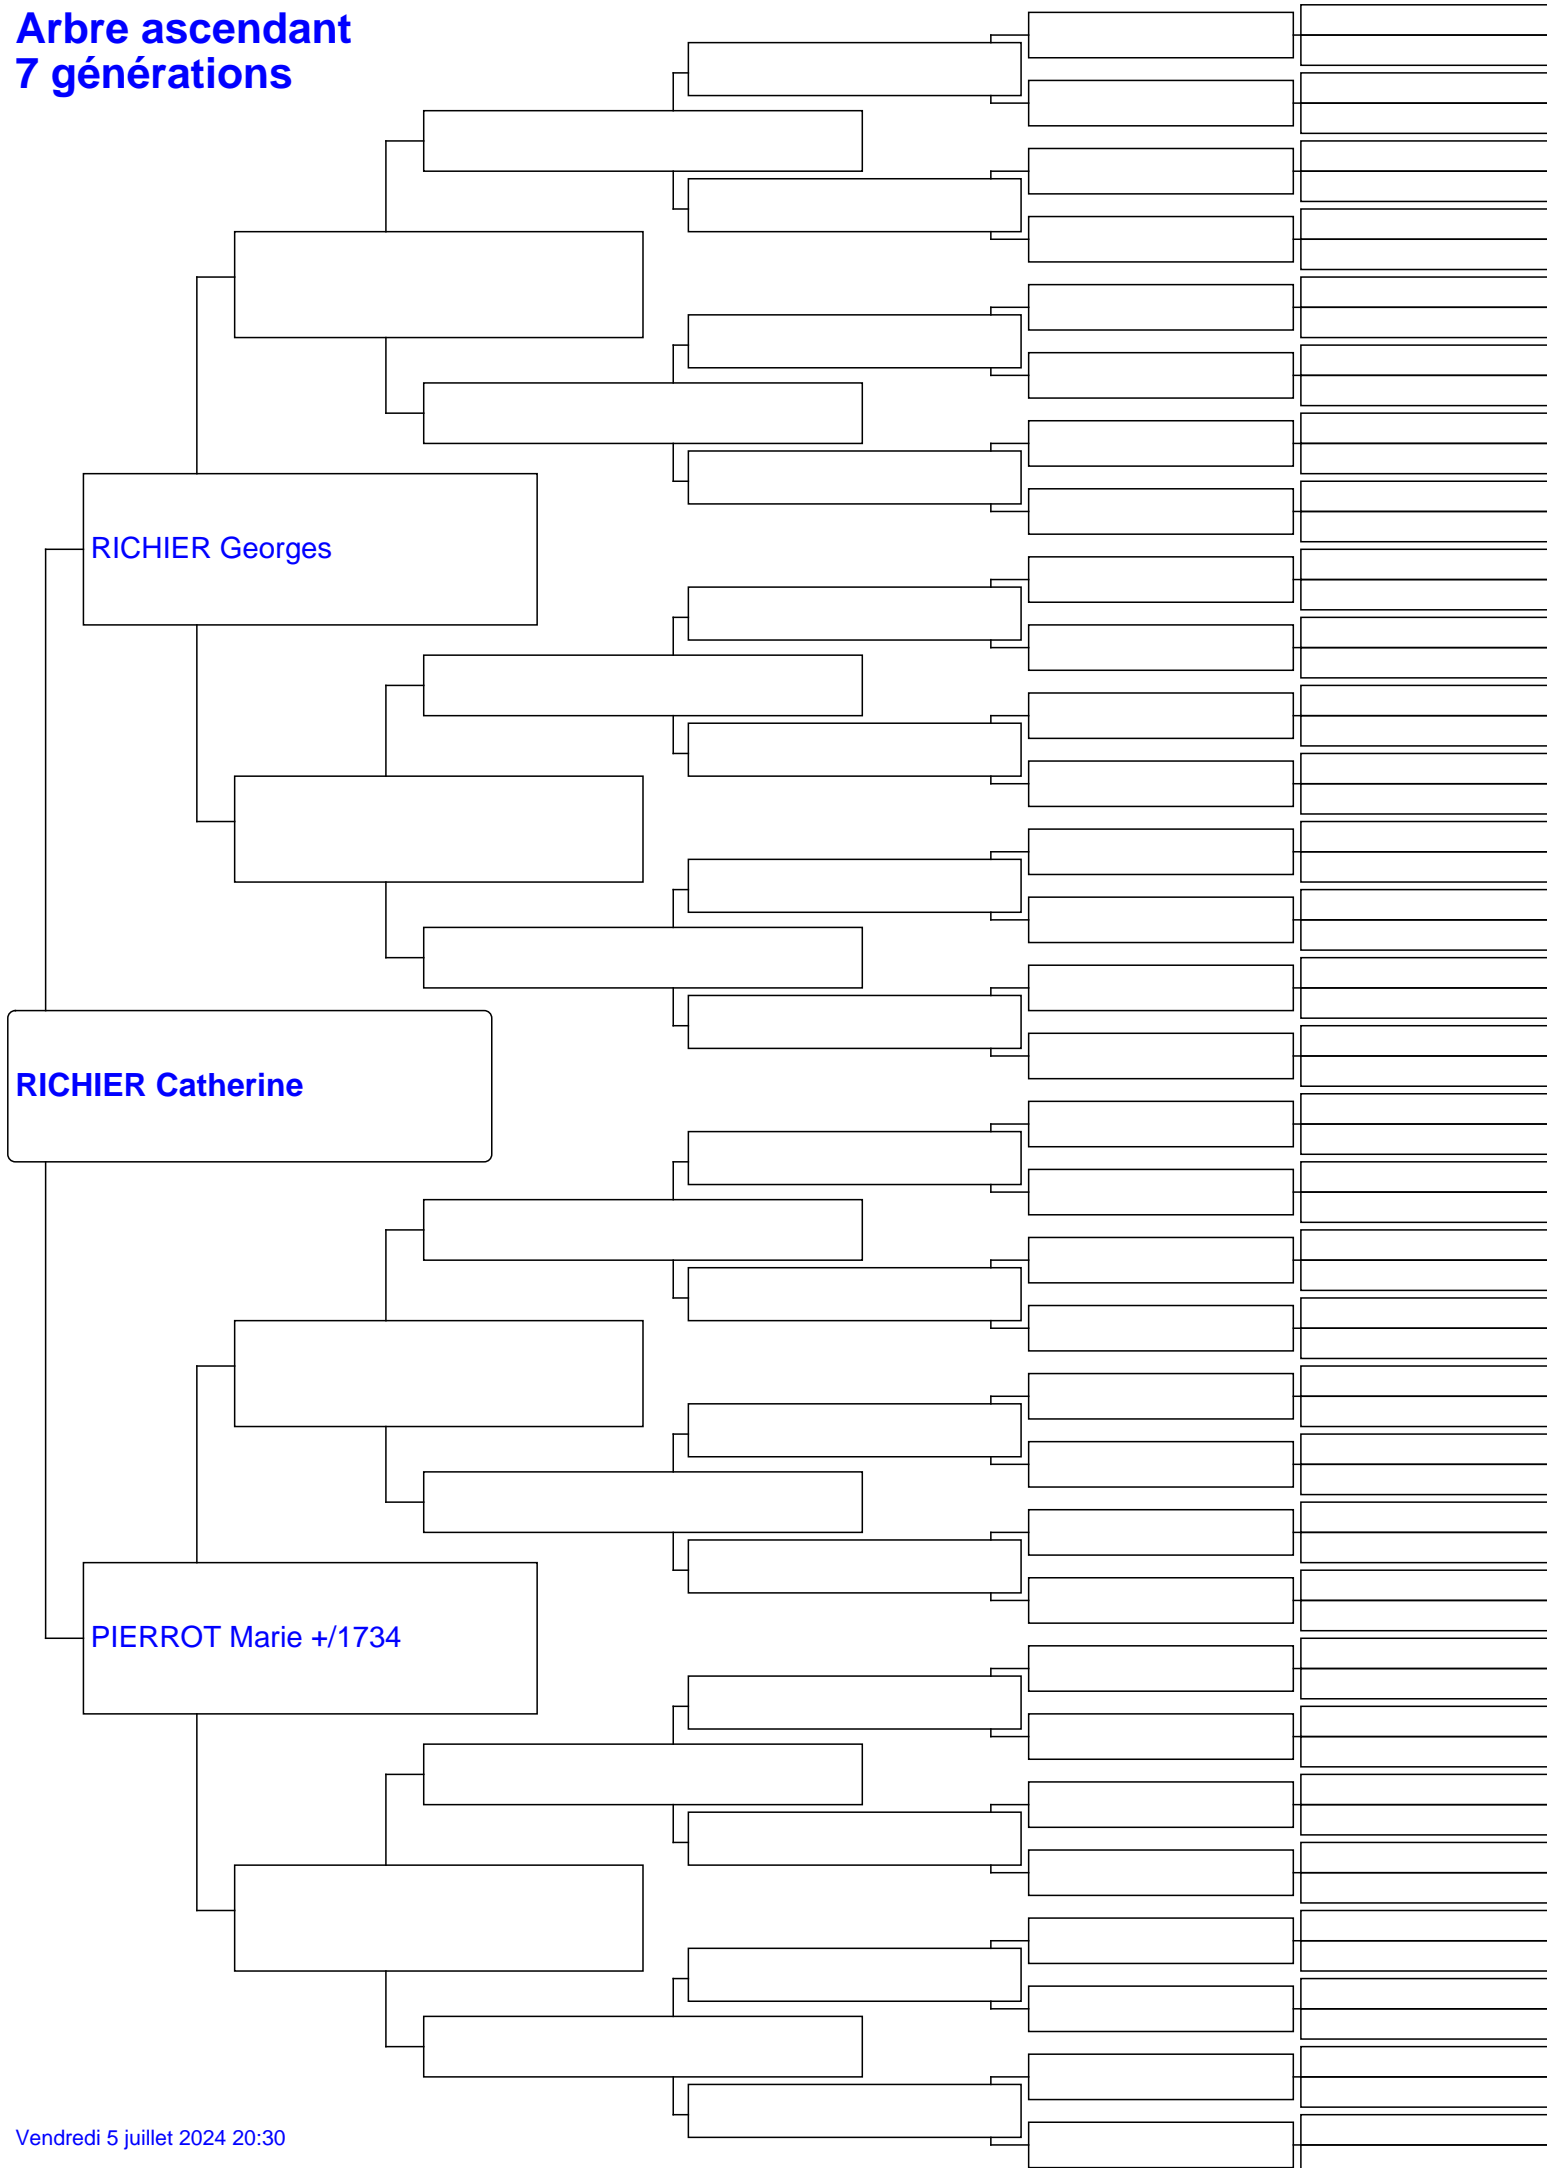 Arbre ascendant
7 générations
RICHIER Georges
RICHIER Catherine
PIERROT Marie +/1734
Vendredi 5 juillet 2024 20:30